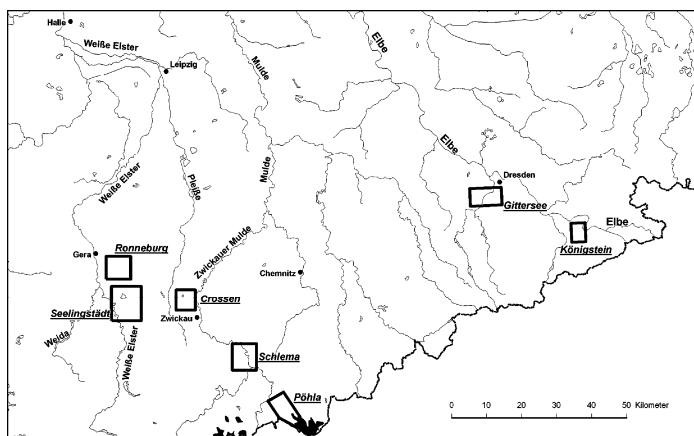 Halle
Weiße Elster
Leipzig
Elbe
Mulde
Elbe
Mulde
Pleiße
Weiße Elster
Dresden
Gittersee
Elbe
Königstein
Gera
Ronneburg
Zwickauer Mulde
Chemnitz
Crossen
Seelingstädt
Zwickau
Weida
Weiße Elster
Schlema
Pöhla
0 10 20 30 40 50 Kilometer